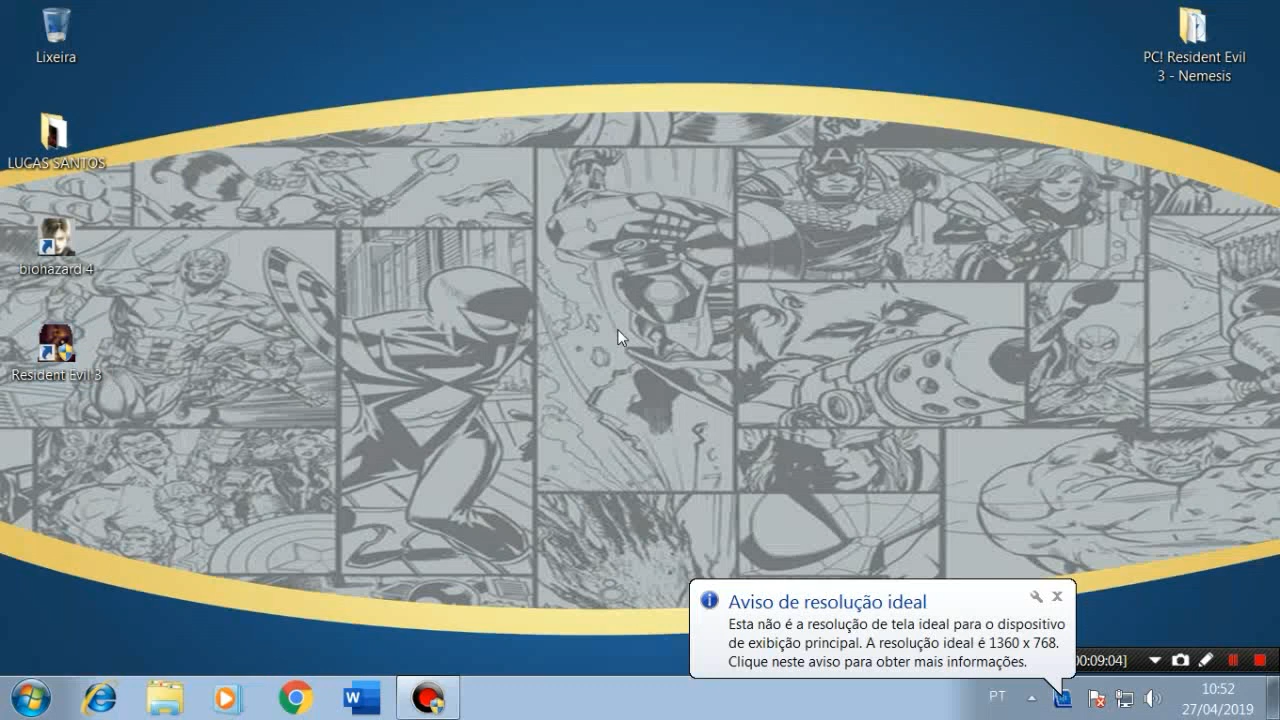 Lixeira
PC! Resident Evil
3 - Nemesis
LUCAS SANTOS
biohazard 4
Resident Evil 3
Aviso de resolução ideal
Esta não é a resolução de tela ideal para o dispositivo
de exibição principal. A resolução ideal é 1360 x 768.
Clique neste aviso para obter mais informações.
00:09:04]
W
PT
10:52
27/04/2019